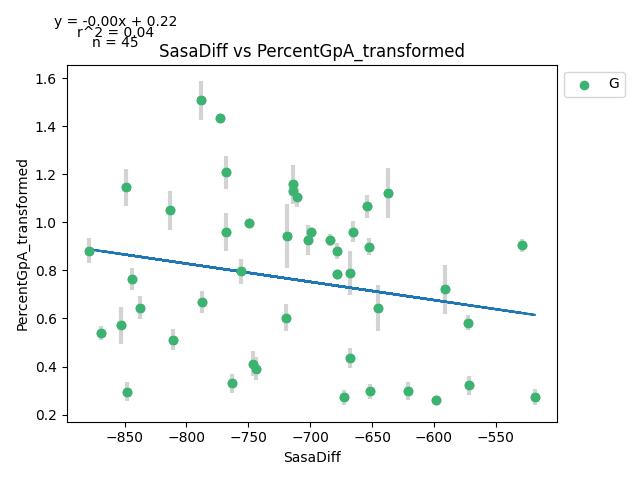 y = -0.00x + 0.22
r^2 = 0.04
n = 45
SasaDiff vs PercentGpA_transformed
G
PercentGpA_transformed
1.6
1.4
1.2
1.0
0.8
0.6
0.4
0.2
−850 −800 −750 −700 −650 −600 −550
SasaDiff